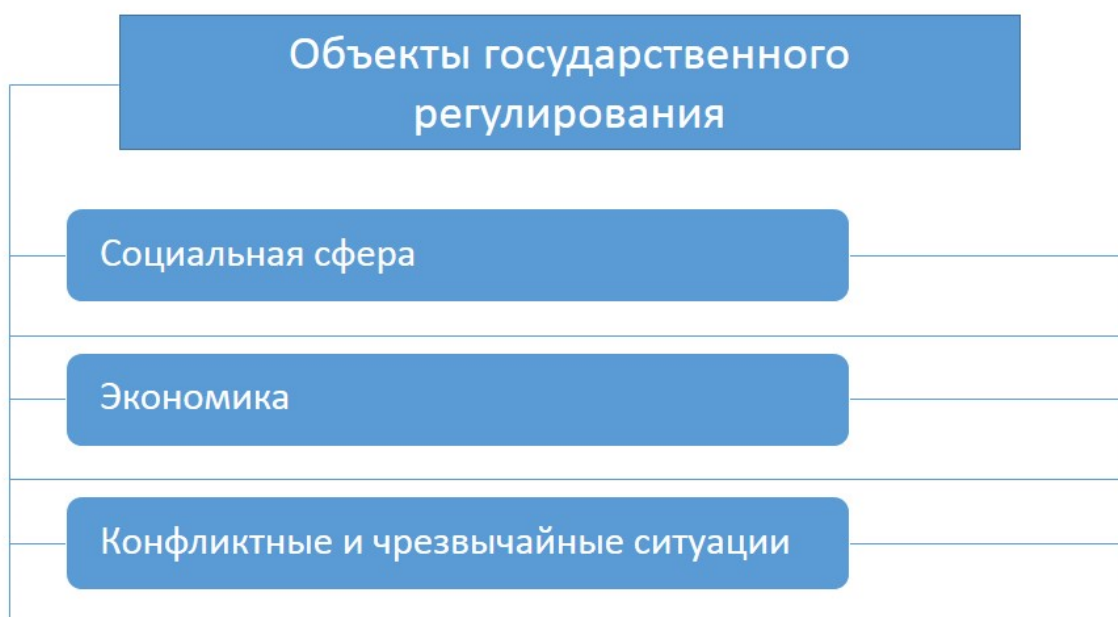 Объекты государственного
регулирования
Социальная сфера
Экономика
Конфликтные и чрезвычайные ситуации